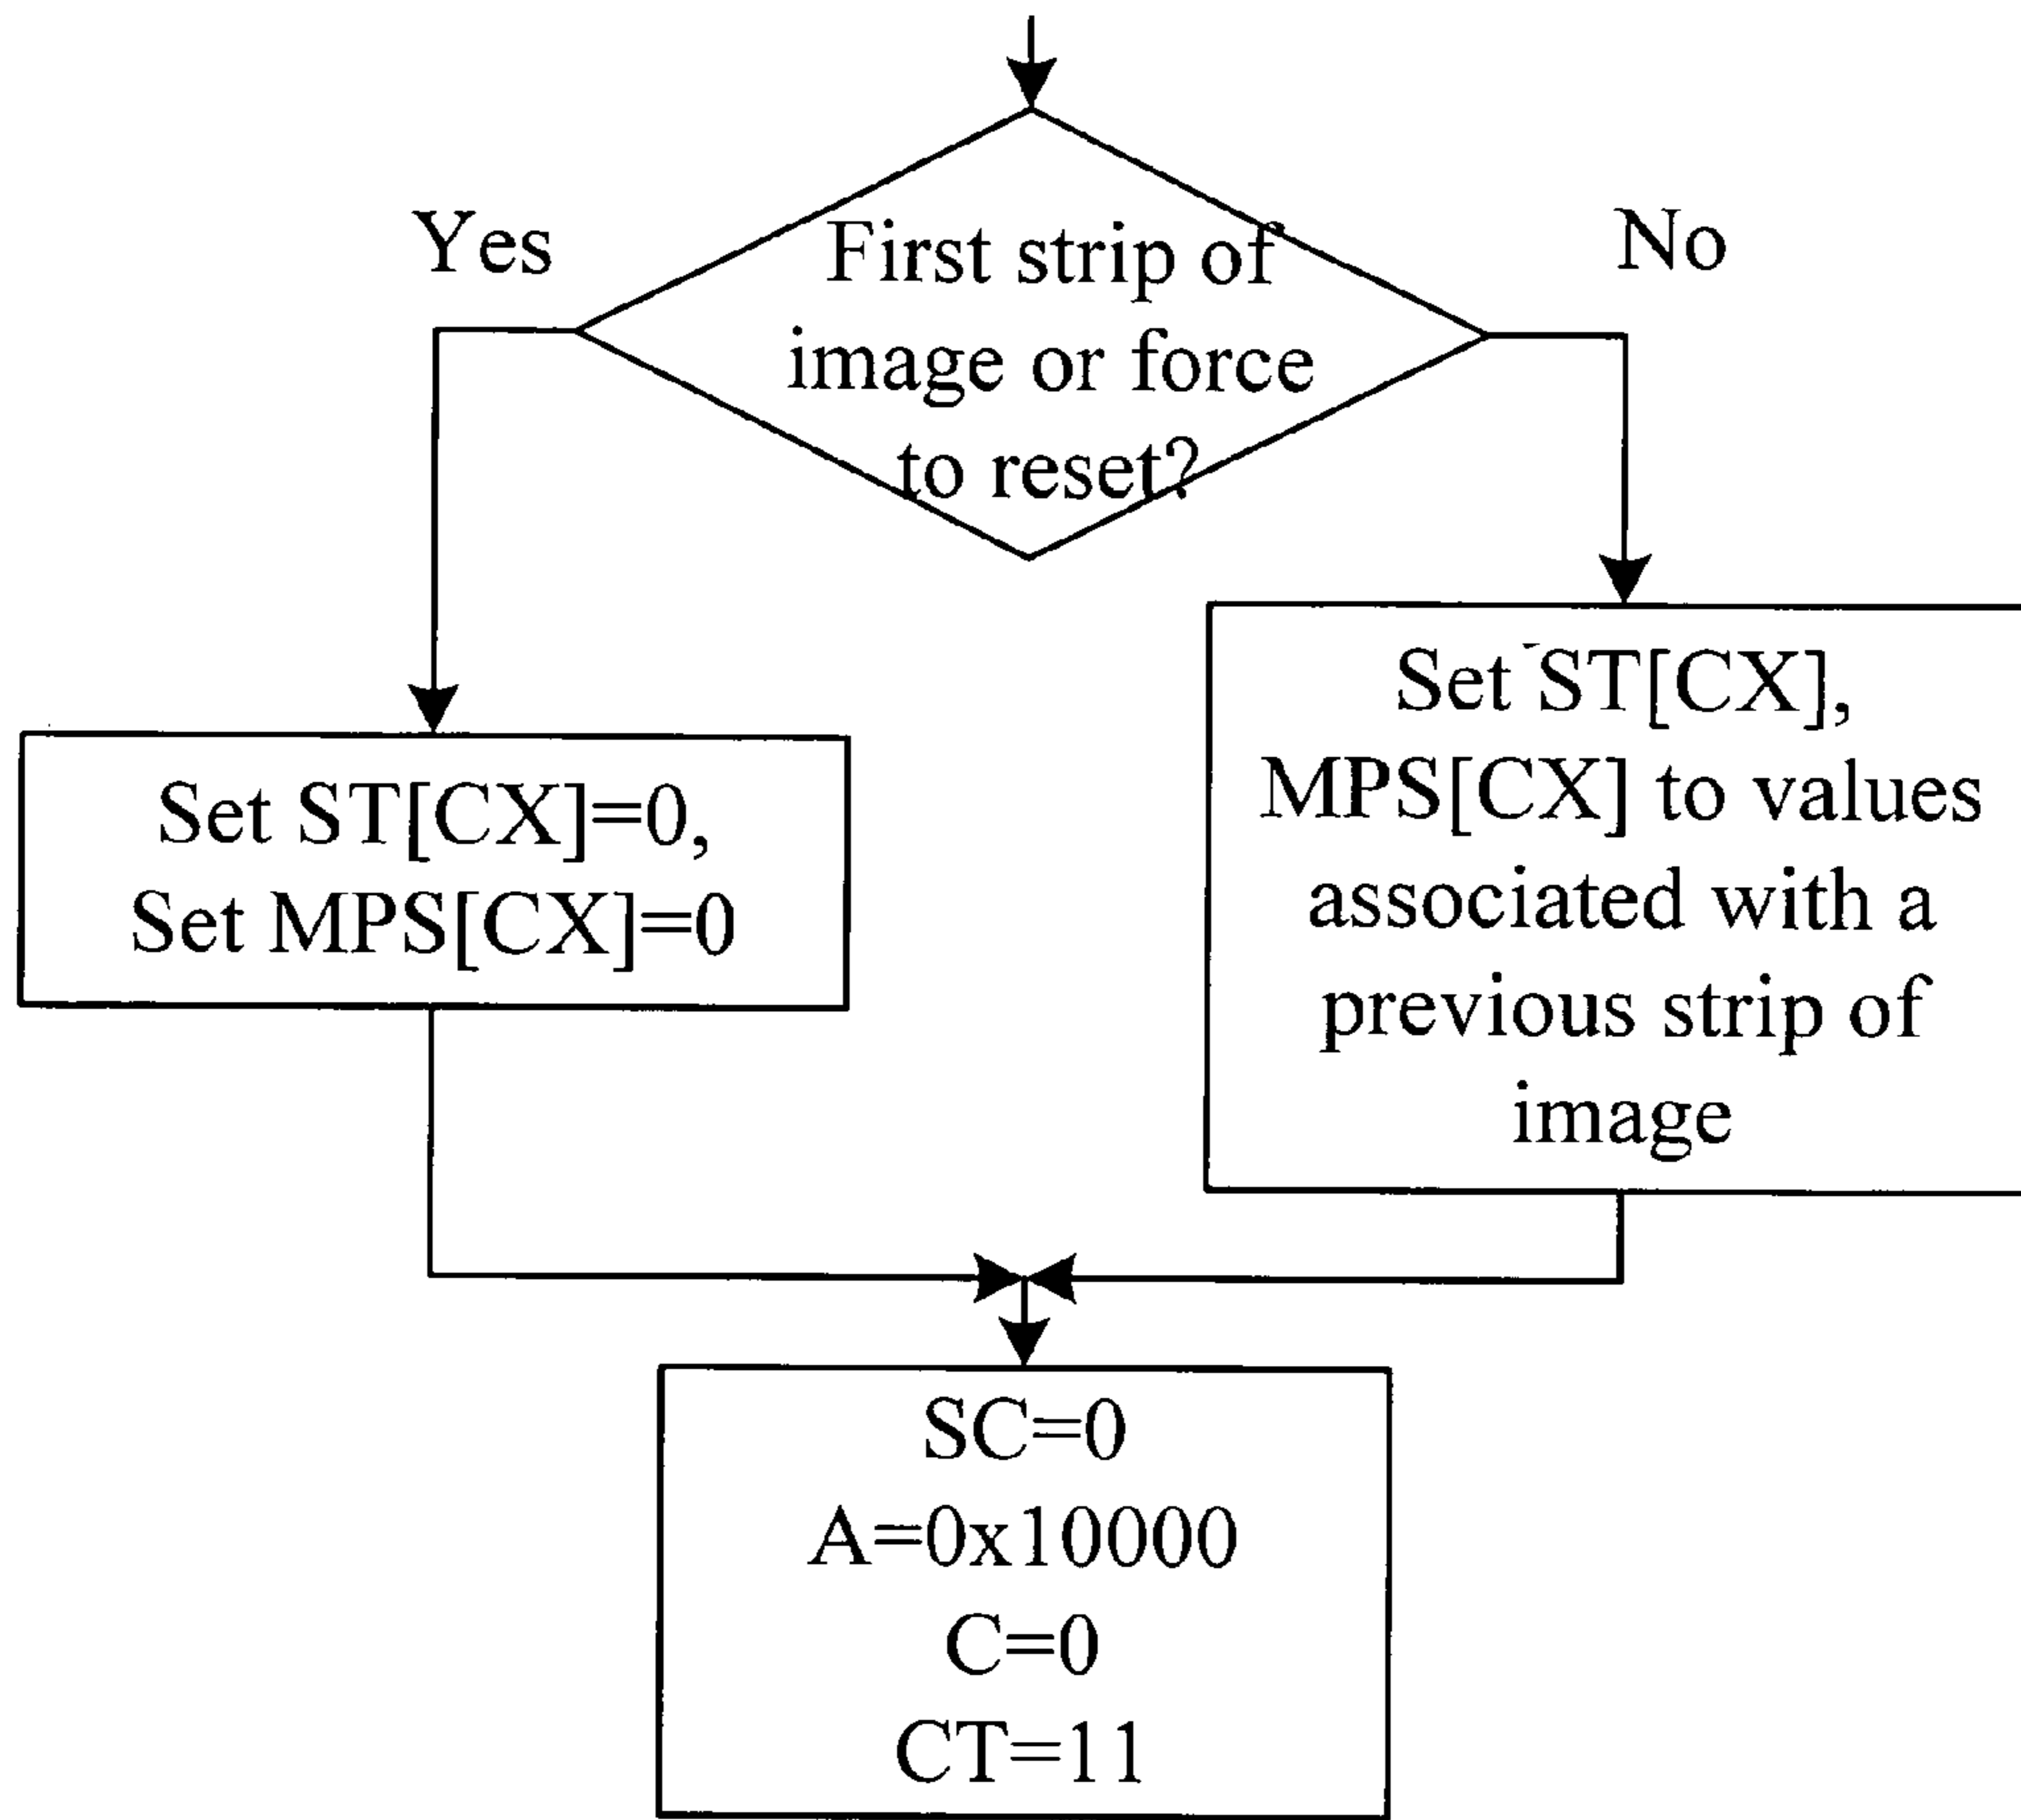 Yes
First strip of
image or force
to reset?
No
Set ST[CX]=0,
Set MPS[CX]=0
Set ST[CX],
MPS[CX] to values
associated with a
previous strip of
image
SC=0
A=0x10000
C=0
CT=11